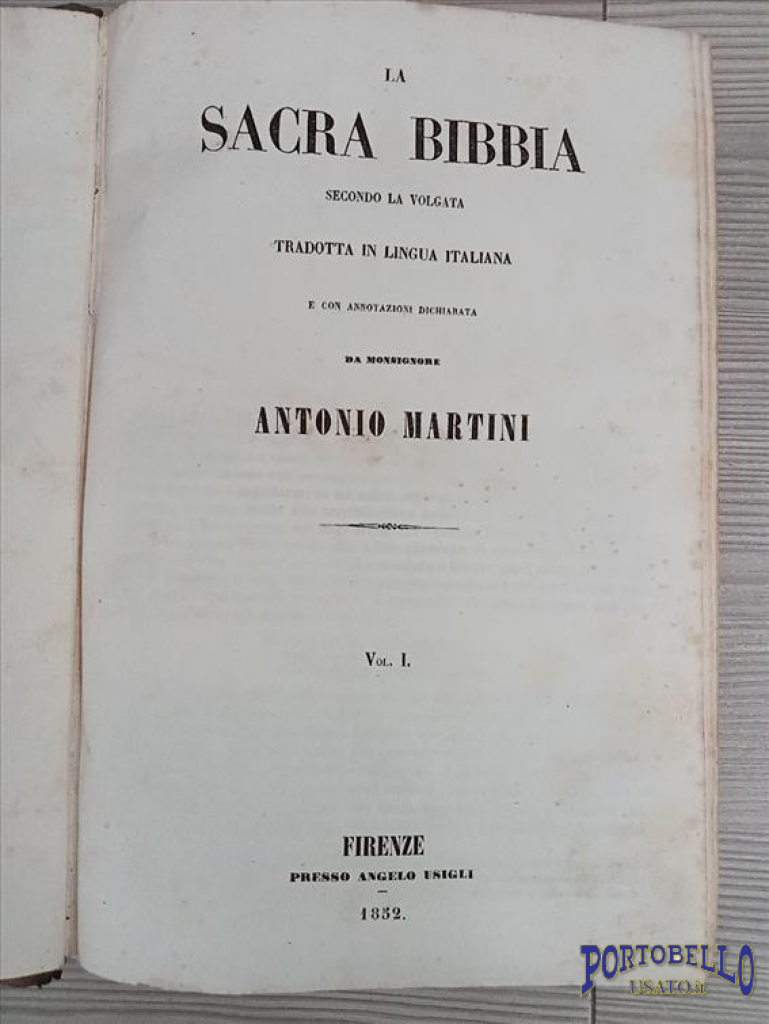 LA
SACRA BIBBIA
SECONDO LA VOLGATA
TRADOTTA IN LINGUA ITALIANA
E CON ANNOTAZIONI DICHIARATA
DA MONSIGNORE
ANTONIO MARTINI
VOL. I.
FIRENZE
PRESSO ANGELO USIGLI
1852.
PORTOBELLO
USATO.it